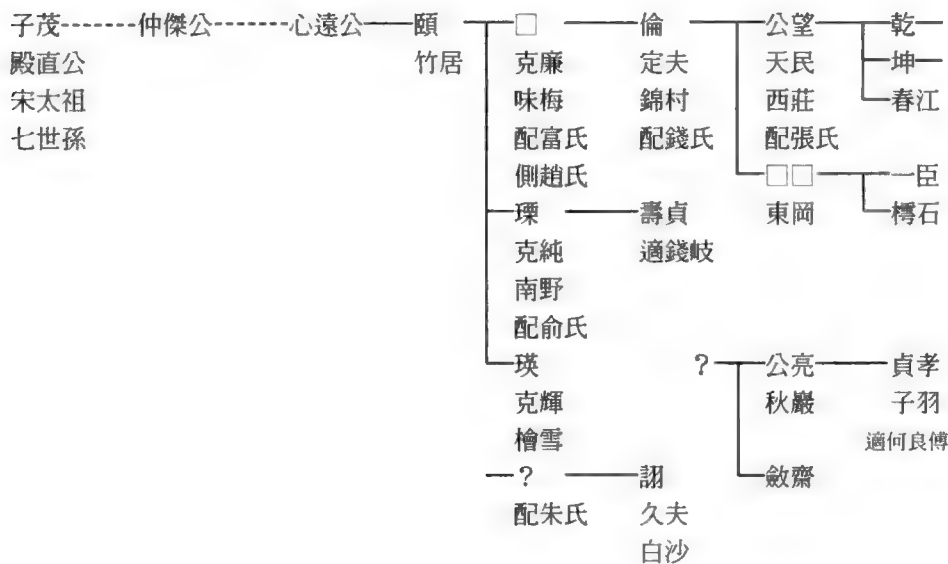 子茂 仲傑公 心遠公 頤 □ 倫 公望 乾
殿直公 竹居 克廉 定夫 天民 坤
宋太祖 味梅 錦村 西莊 春江
七世孫 配富氏 配錢氏 配張氏
側趙氏 □□ 一臣
瑮 壽貞 東岡 樗石
克純 適錢岐
南野
配俞氏
瑛 ? 公亮 貞孝
克輝 秋巖 子羽
檜雪 適何良傅
? 詡 斂齋
配朱氏 久夫
白沙